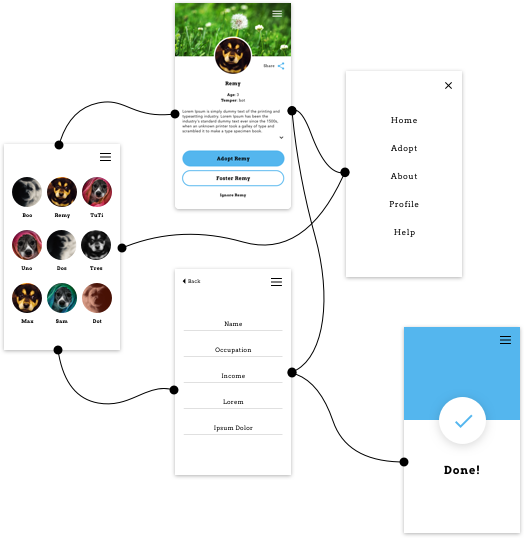 Share
Remy
Age: 3
Temper: hot
Lorem Ipsum is simply dummy text of the printing and
typesetting industry. Lorem Ipsum has been the
industry's standard dummy text ever since the 1500s,
when an unknown printer took a galley of type and
scrambled it to make a type specimen book.
Adopt Remy
Foster Remy
Ignore Remy
Home
Adopt
About
Profile
Help
Boo Remy TuTi
Uno Dos Tres
Max Sam Dot
Back
Name
Occupation
Income
Lorem
Ipsum Dolor
Done!